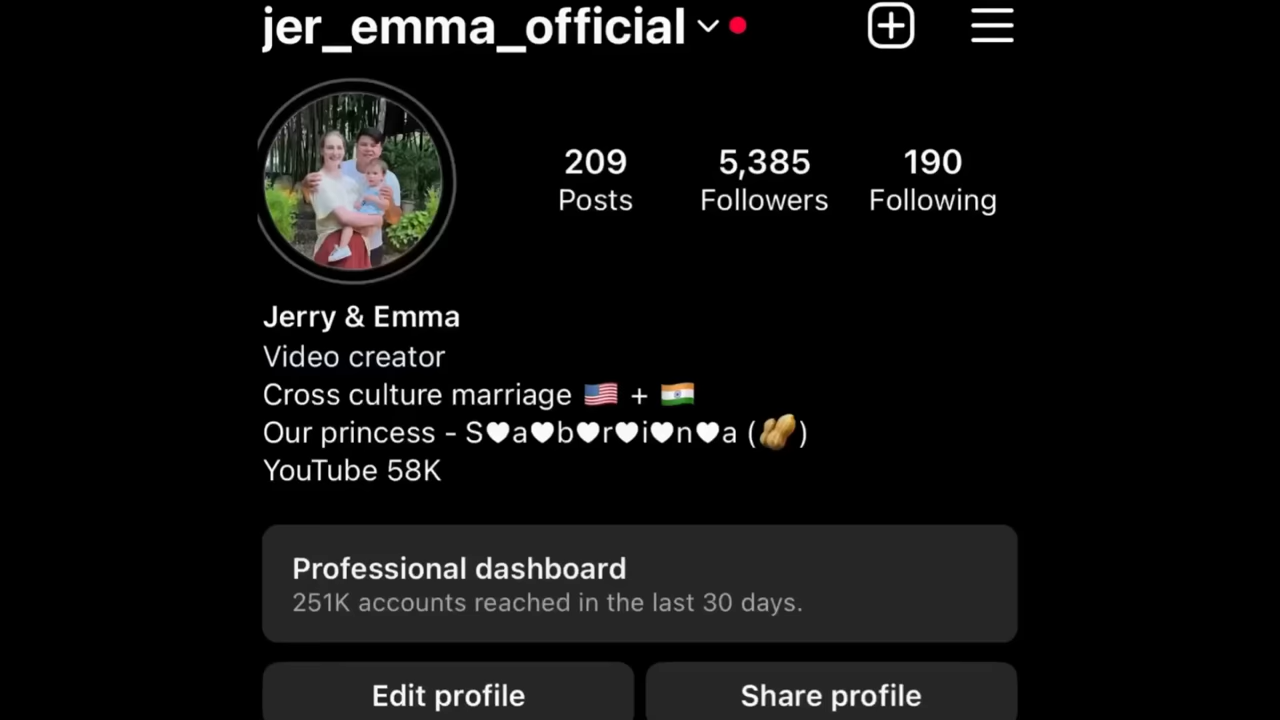 jer_emma_official
209 5,385 190
Posts Followers Following
Jerry & Emma
Video creator
Cross culture marriage 🇺🇸 + 🇮🇳
Our princess - S🤍a🤍b🤍r🤍i🤍n🤍a (🥜)
YouTube 58K
Professional dashboard
251K accounts reached in the last 30 days.
Edit profile Share profile